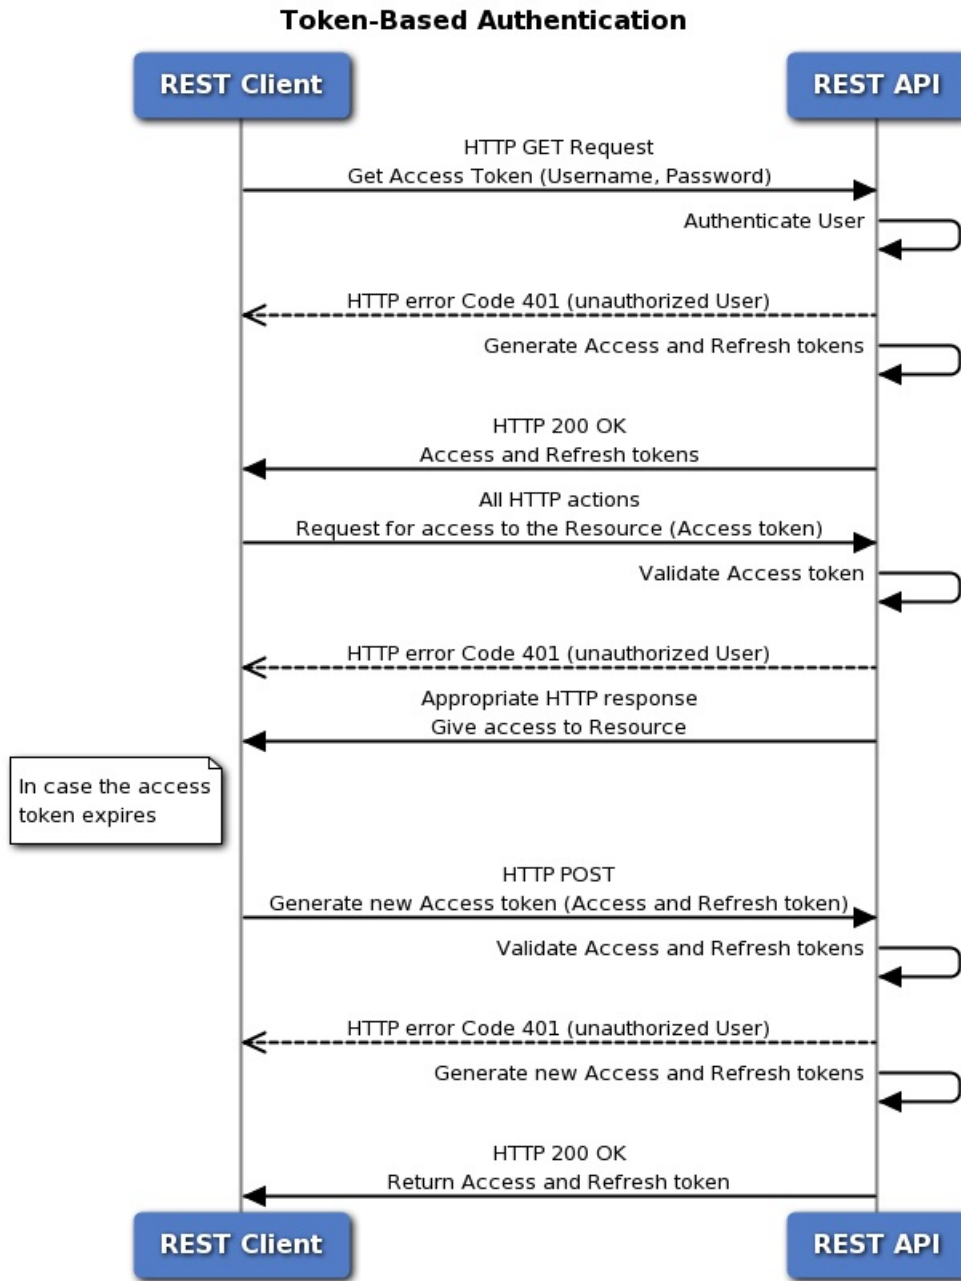 Token-Based Authentication
REST Client
REST API
HTTP GET Request
Get Access Token (Username, Password)
Authenticate User
HTTP error Code 401 (unauthorized User)
Generate Access and Refresh tokens
HTTP 200 OK
Access and Refresh tokens
All HTTP actions
Request for access to the Resource (Access token)
Validate Access token
HTTP error Code 401 (unauthorized User)
Appropriate HTTP response
Give access to Resource
In case the access
token expires
HTTP POST
Generate new Access token (Access and Refresh token)
Validate Access and Refresh tokens
HTTP error Code 401 (unauthorized User)
Generate new Access and Refresh tokens
HTTP 200 OK
Return Access and Refresh token
REST Client
REST API